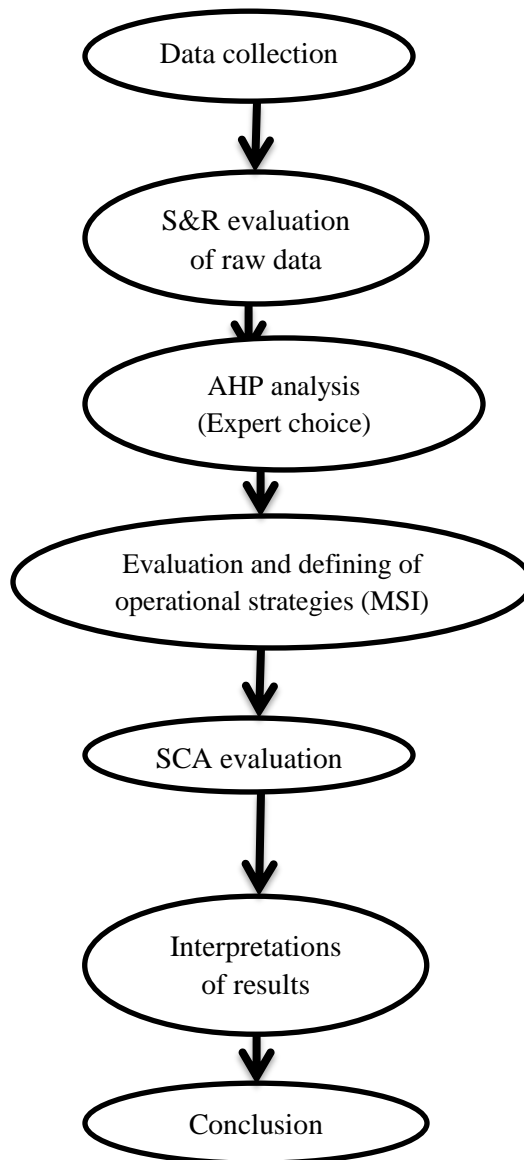 Data collection
S&R evaluation
of raw data
AHP analysis
(Expert choice)
Evaluation and defining of
operational strategies (MSI)
SCA evaluation
Interpretations
of results
Conclusion